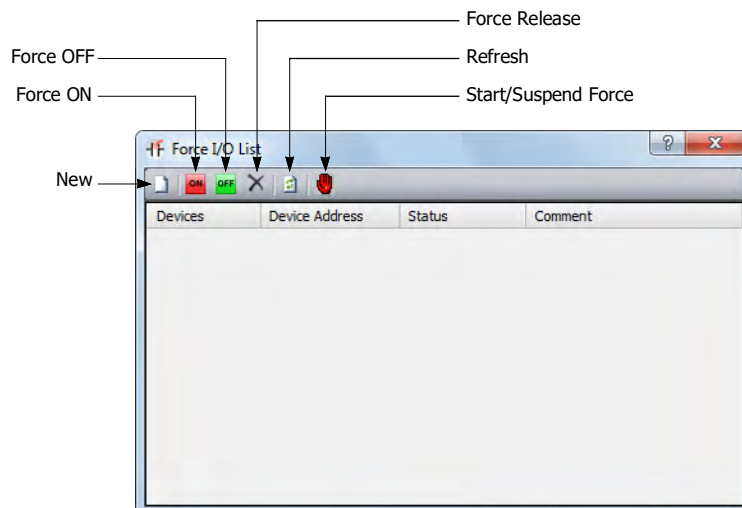 Force Release
Force OFF
Refresh
Force ON
Start/Suspend Force
Force I/O List
?
X
New
ON
OFF
Devices
Device Address
Status
Comment